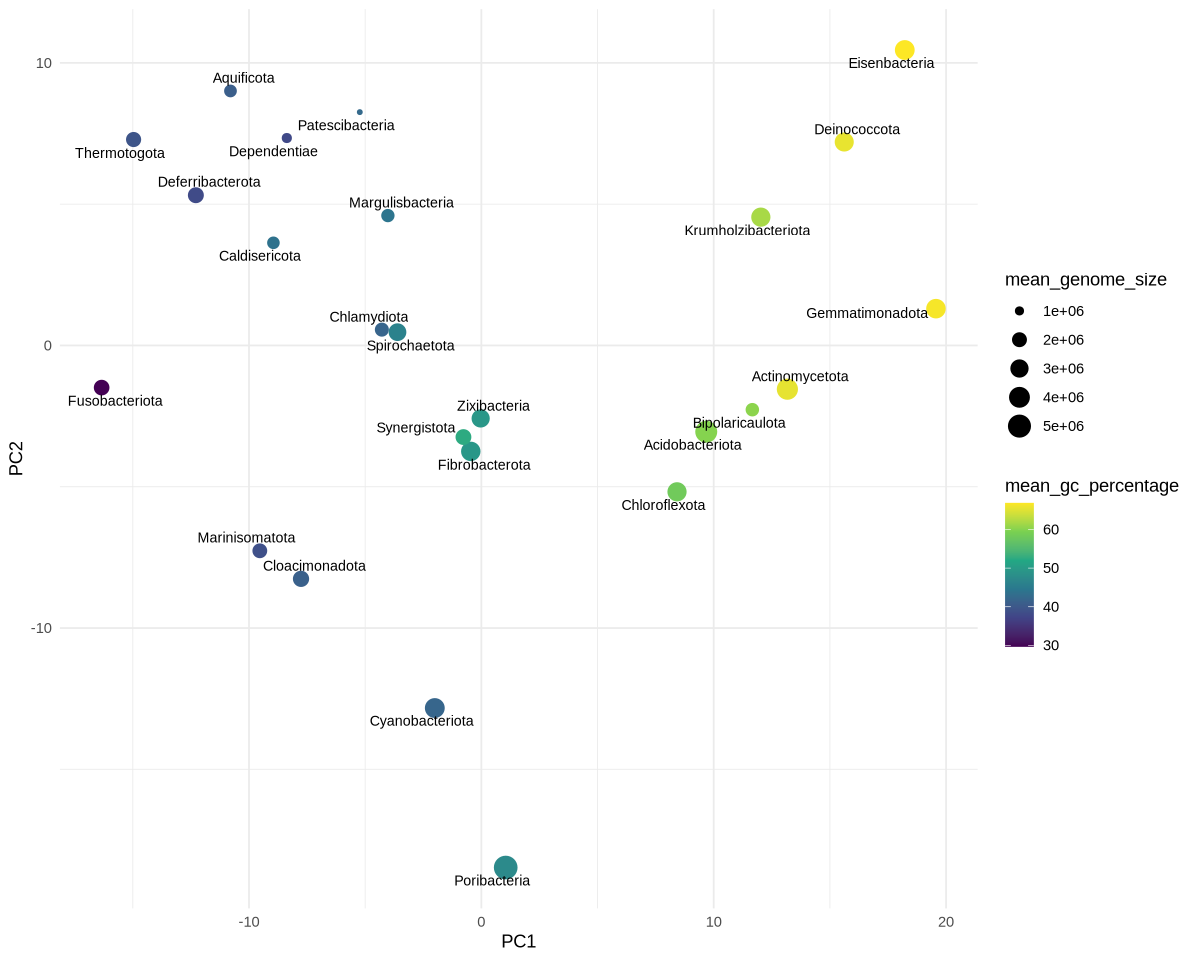 10
0
-10
PC2
-10
0
10
20
PC1
Eisenbacteria
Aquificota
Patescibacteria
Deinococcota
Thermotogota
Dependentiae
Deferribacterota
Margulisbacteria
Krumholzibacteriota
Caldisericota
Gemmatimonadota
Chlamydiota
Spirochaetota
Actinomycetota
Fusobacteriota
Zixibacteria
Bipolaricaulota
Synergistota
Acidobacteriota
Fibrobacterota
Chloroflexota
Marinisomatota
Cloacimonadota
Cyanobacteriota
Poribacteria
mean_genome_size
1e+06
2e+06
3e+06
4e+06
5e+06
mean_gc_percentage
60
50
40
30